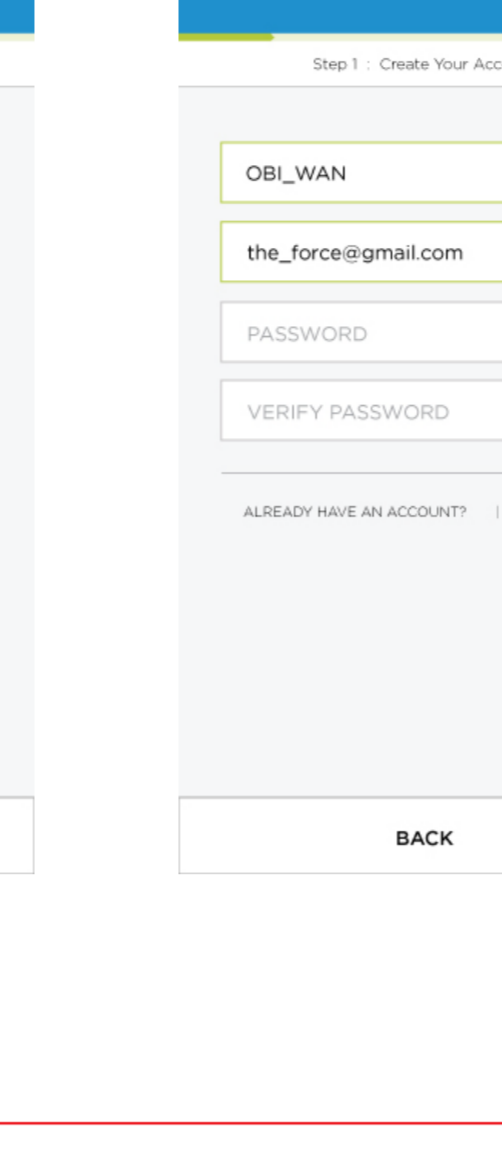 Step 1 : Create Your Acc
OBI_WAN
the_force@gmail.com
PASSWORD
VERIFY PASSWORD
ALREADY HAVE AN ACCOUNT? |
BACK